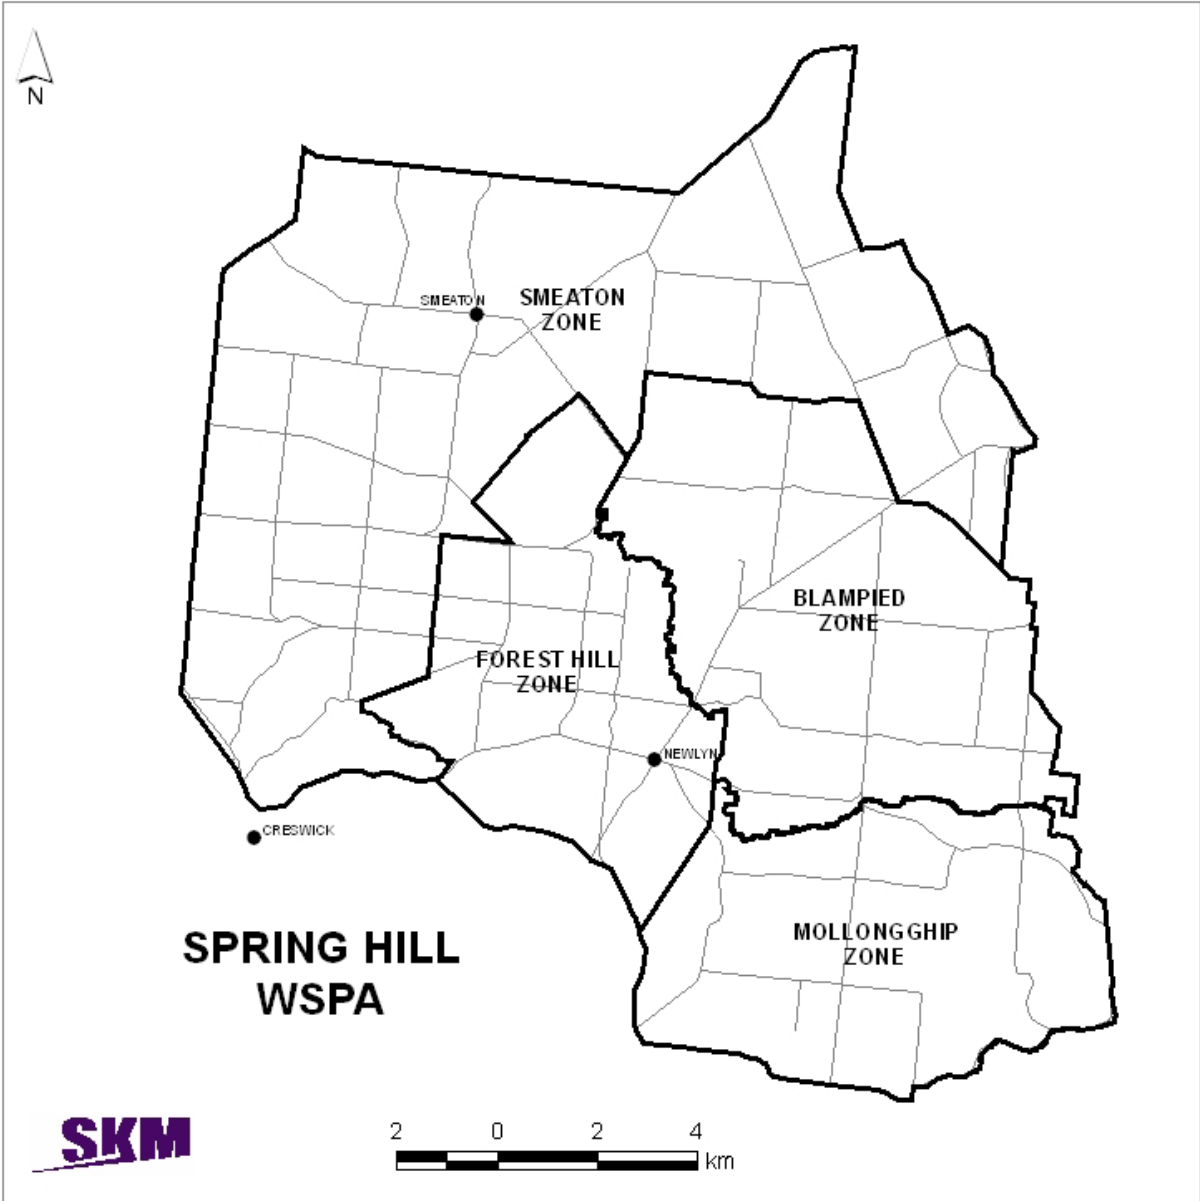 N
SMEATON
SMEATON
ZONE
BLAMPIED
ZONE
FOREST HILL
ZONE
NEWLYN
CRESWICK
MOLLONGGHIP
ZONE
SPRING HILL
WSPA
SKM
2 0 2 4
km